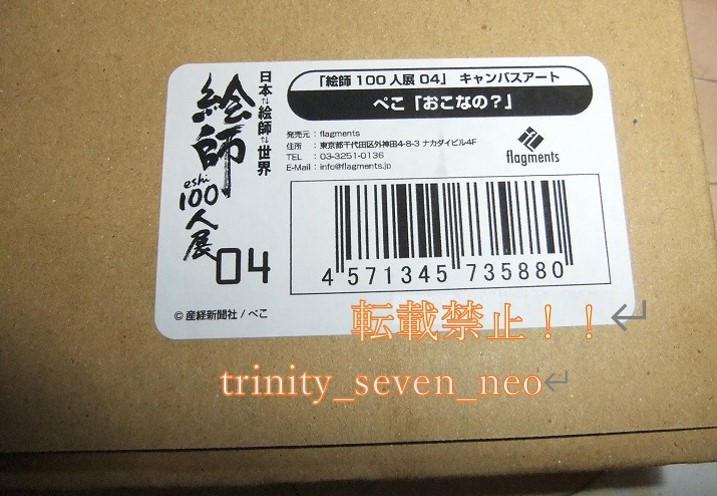 日本⇄絵師⇄世界
絵師
eshi
100
人展
04
「絵師100人展 04」 キャンバスアート
ぺこ「おこなの?」
発売元 : flagments
住所 : 東京都千代田区外神田4-8-3 ナカダイビル4F
TEL : 03-3251-0136
E-Mail : info@flagments.jp
flagments
4 571345 735880
©産経新聞社/ぺこ
転載禁止!!↵
trinity_seven_neo↵